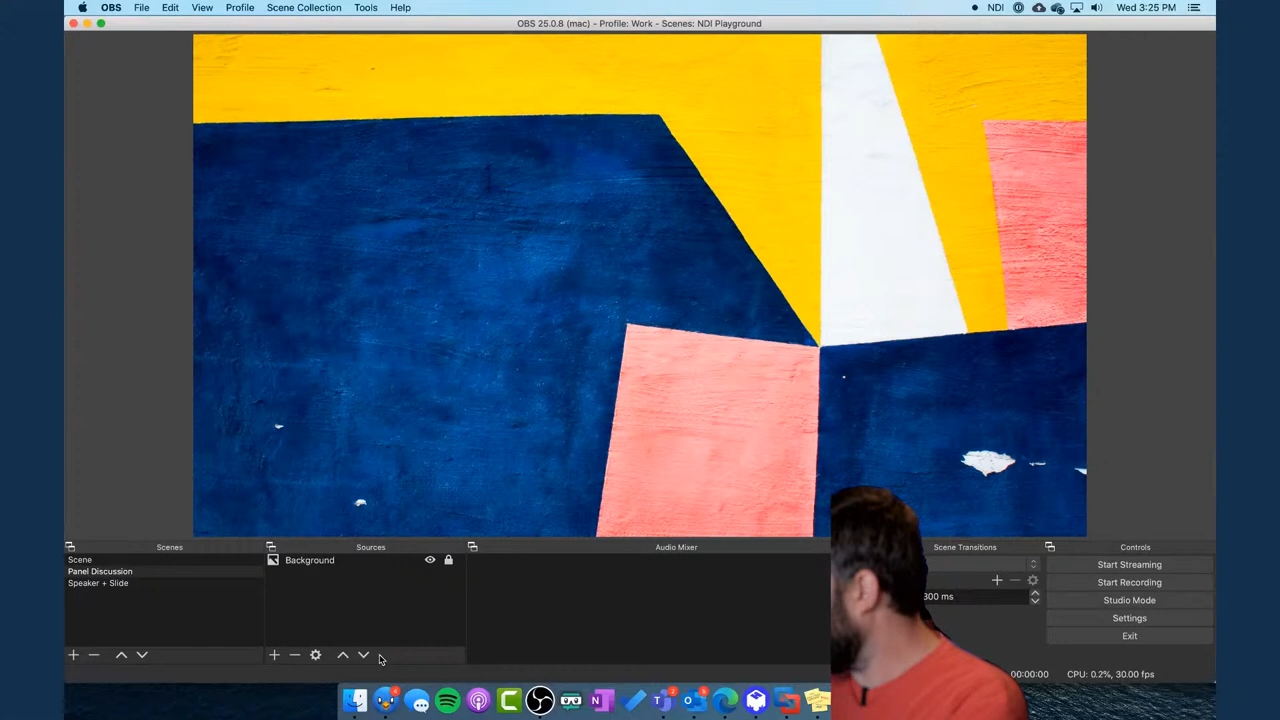 OBS File Edit View Profile Scene Collection Tools Help NDI Wed 3:25 PM
OBS 25.0.8 (mac) - Profile: Work - Scenes: NDI Playground
Scenes Sources Audio Mixer Scene Transitions Controls
Scene Background Start Streaming
Panel Discussion Start Recording
Speaker + Slide 300 ms Studio Mode
Settings
Exit
00:00:00 CPU: 0.2%, 30.00 fps